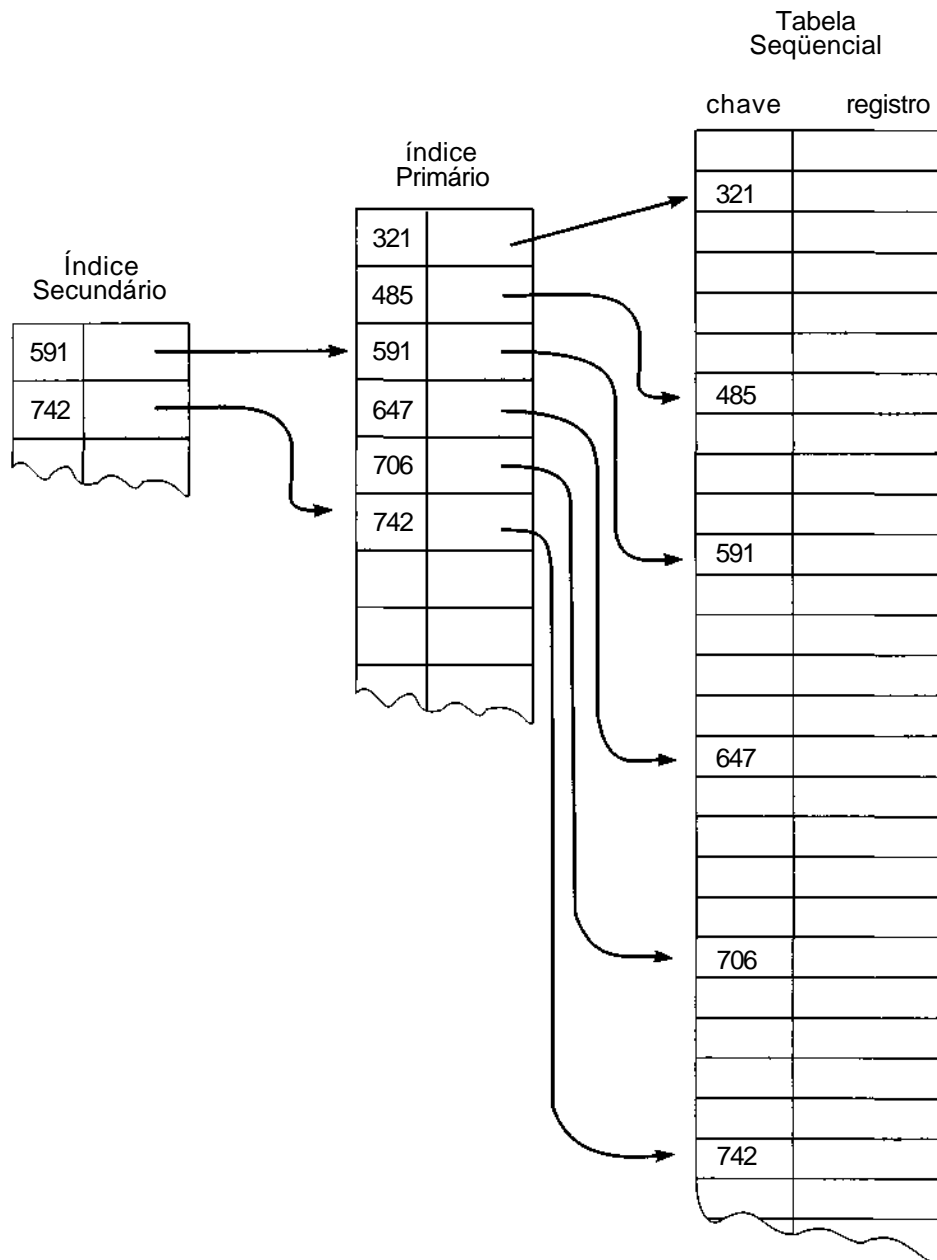 Tabela
Seqüencial
chave registro
índice
Primário
Índice
Secundário
591
742
321
485
591
647
706
742
321
485
591
647
706
742